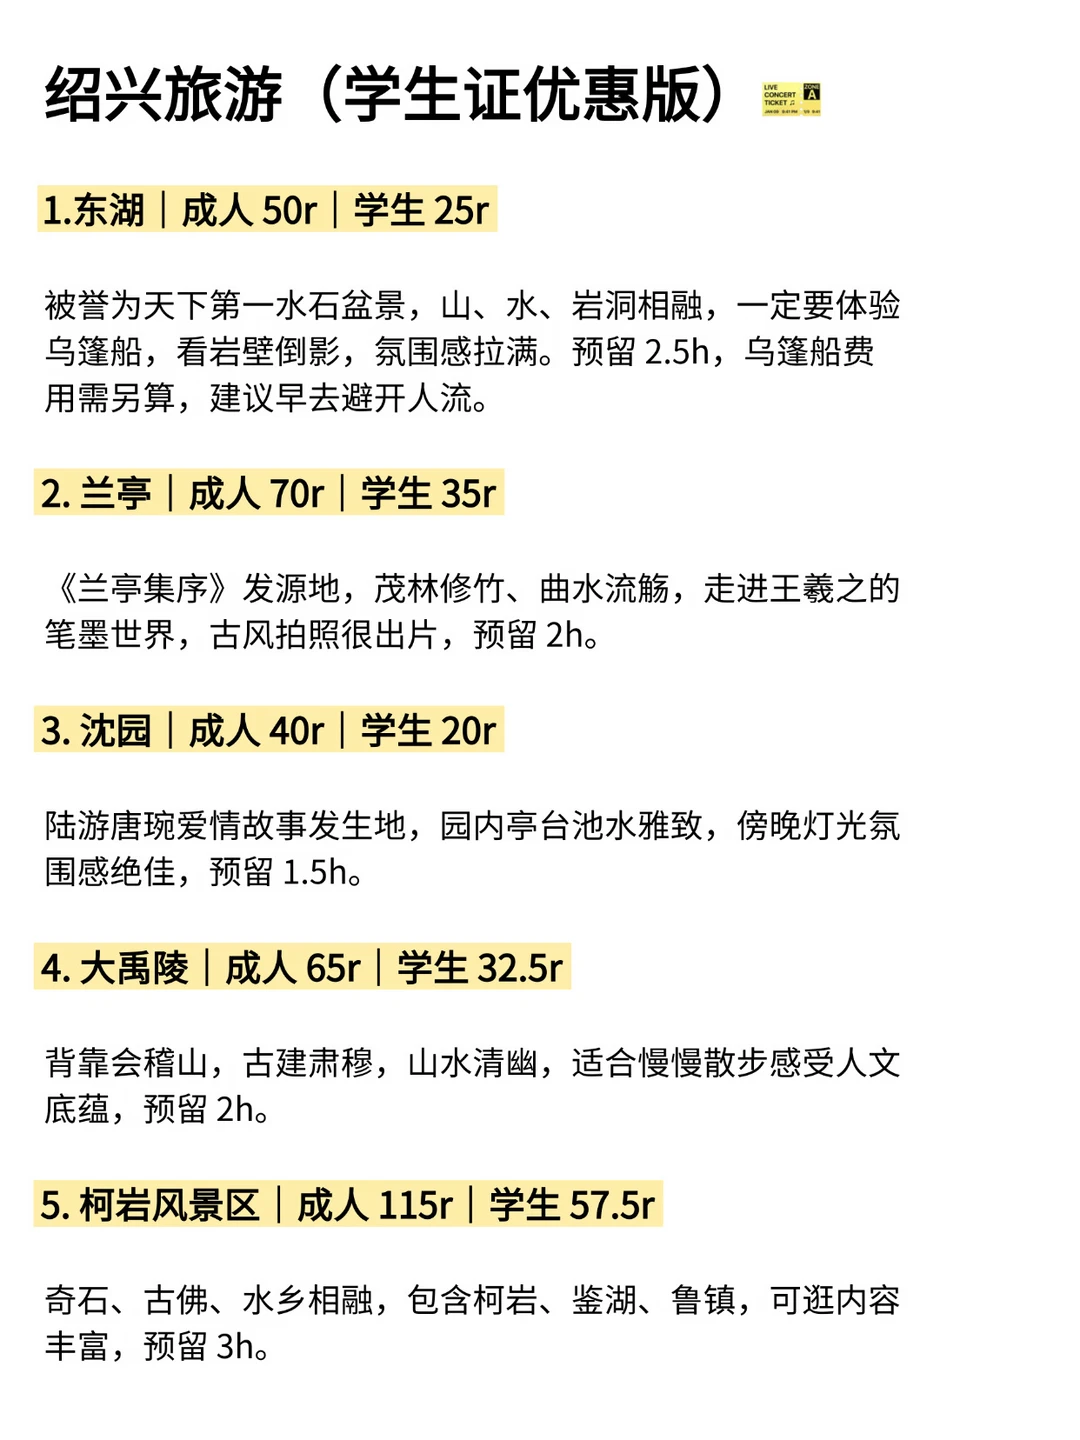 绍兴旅游（学生证优惠版）
LIVE
CONCERT
TICKET ♫
ZONE
A
1.东湖｜成人 50r｜学生 25r
被誉为天下第一水石盆景，山、水、岩洞相融，一定要体验
乌篷船，看岩壁倒影，氛围感拉满。预留 2.5h，乌篷船费
用需另算，建议早去避开人流。
2. 兰亭｜成人 70r｜学生 35r
《兰亭集序》发源地，茂林修竹、曲水流觞，走进王羲之的
笔墨世界，古风拍照很出片，预留 2h。
3. 沈园｜成人 40r｜学生 20r
陆游唐琬爱情故事发生地，园内亭台池水雅致，傍晚灯光氛
围感绝佳，预留 1.5h。
4. 大禹陵｜成人 65r｜学生 32.5r
背靠会稽山，古建肃穆，山水清幽，适合慢慢散步感受人文
底蕴，预留 2h。
5. 柯岩风景区｜成人 115r｜学生 57.5r
奇石、古佛、水乡相融，包含柯岩、鉴湖、鲁镇，可逛内容
丰富，预留 3h。